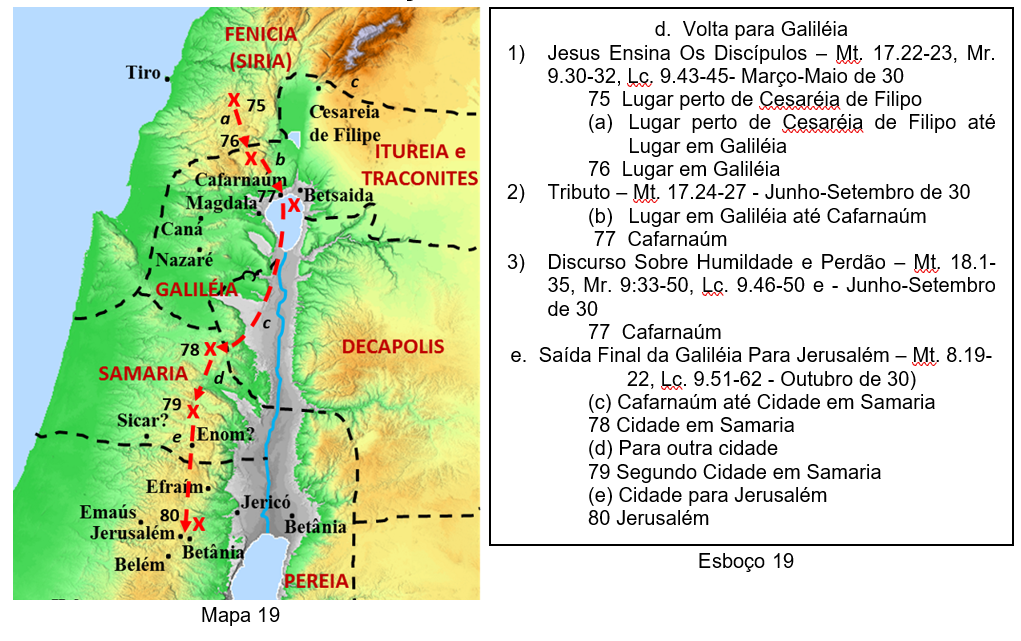 FENICIA
(SIRIA)
Tiro
c
X
75
a
Cesareia
de Filipe
76
X
b
ITUREIA e
TRACONITES
Cafarnaúm
77
Betsaida
Magdala
X
Caná
Nazaré
GALILÉIA
c
78
X
DECAPOLIS
SAMARIA
d
79
X
Sicar?
e
Enom?
Efraím
Jericó
Emaús
80
X
Betânia
Jerusalém
Betânia
Belém
PEREIA
Mapa 19
d. Volta para Galiléia
1) Jesus Ensina Os Discípulos – Mt. 17.22-23, Mr.
9.30-32, Lc. 9.43-45- Março-Maio de 30
75 Lugar perto de Cesaréia de Filipo
(a) Lugar perto de Cesaréia de Filipo até
Lugar em Galiléia
76 Lugar em Galiléia
2) Tributo – Mt. 17.24-27 - Junho-Setembro de 30
(b) Lugar em Galiléia até Cafarnaúm
77 Cafarnaúm
3) Discurso Sobre Humildade e Perdão – Mt. 18.1-
35, Mr. 9:33-50, Lc. 9.46-50 e - Junho-Setembro
de 30
77 Cafarnaúm
e. Saída Final da Galiléia Para Jerusalém – Mt. 8.19-
22, Lc. 9.51-62 - Outubro de 30)
(c) Cafarnaúm até Cidade em Samaria
78 Cidade em Samaria
(d) Para outra cidade
79 Segundo Cidade em Samaria
(e) Cidade para Jerusalém
80 Jerusalém
Esboço 19